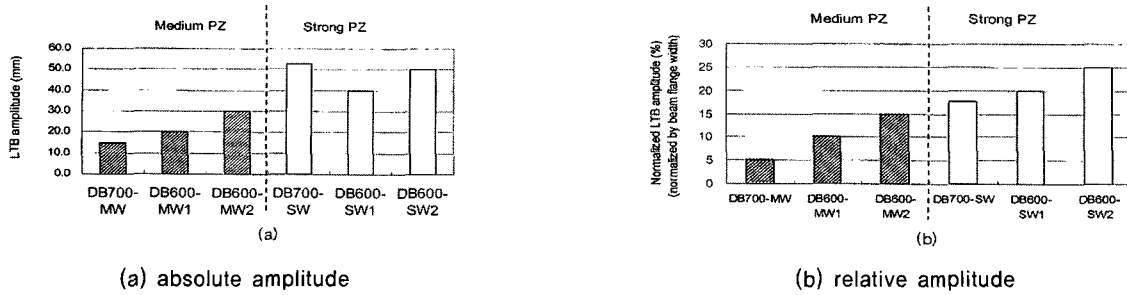 Medium PZ
Strong PZ
LTB amplitude (mm)
60.0
50.0
40.0
30.0
20.0
10.0
0.0
DB700-MW
DB600-MW1
DB600-MW2
DB700-SW
DB600-SW1
DB600-SW2
(a)
(a) absolute amplitude
Medium PZ
Strong PZ
Normalized LTB amplitude (%)
(normalized by beam flange width)
30
25
20
15
10
5
0
DB700-MW
DB600-MW1
DB600-MW2
DB700-SW
DB600-SW1
DB600-SW2
(b)
(b) relative amplitude